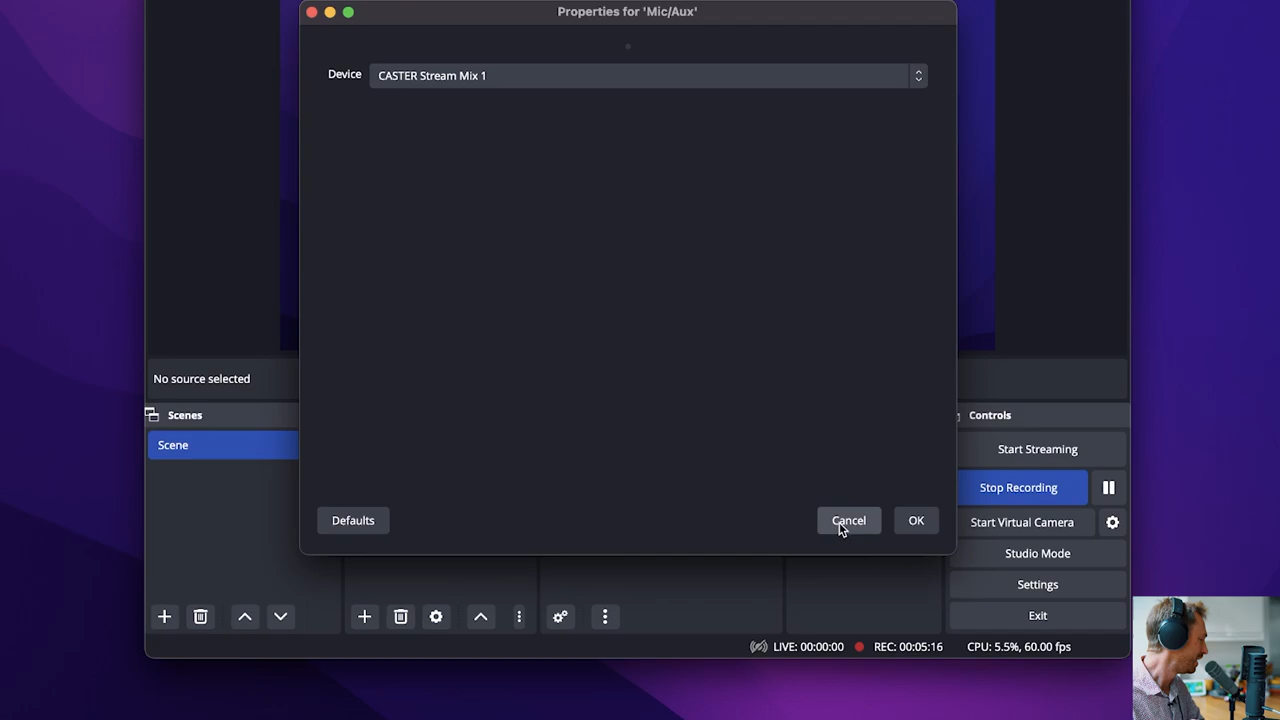 Properties for 'Mic/Aux'
Device
CASTER Stream Mix 1
No source selected
Scenes
Controls
Scene
Start Streaming
Stop Recording
Defaults
Cancel
OK
Start Virtual Camera
Studio Mode
Settings
Exit
LIVE: 00:00:00
REC: 00:05:16
CPU: 5.5%, 60.00 fps